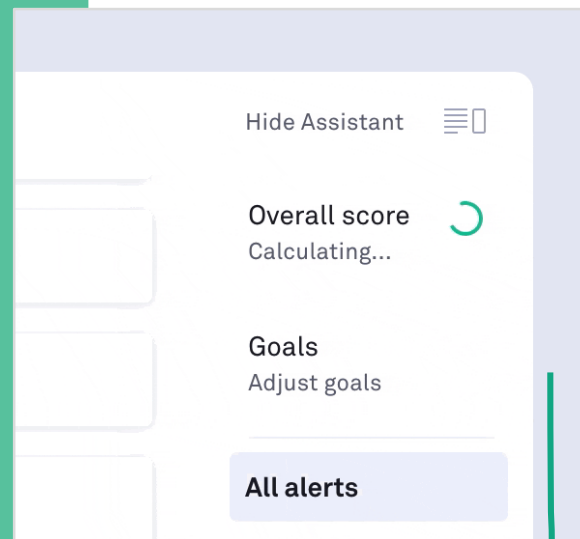 Hide Assistant
Overall score
Calculating...
Goals
Adjust goals
All alerts